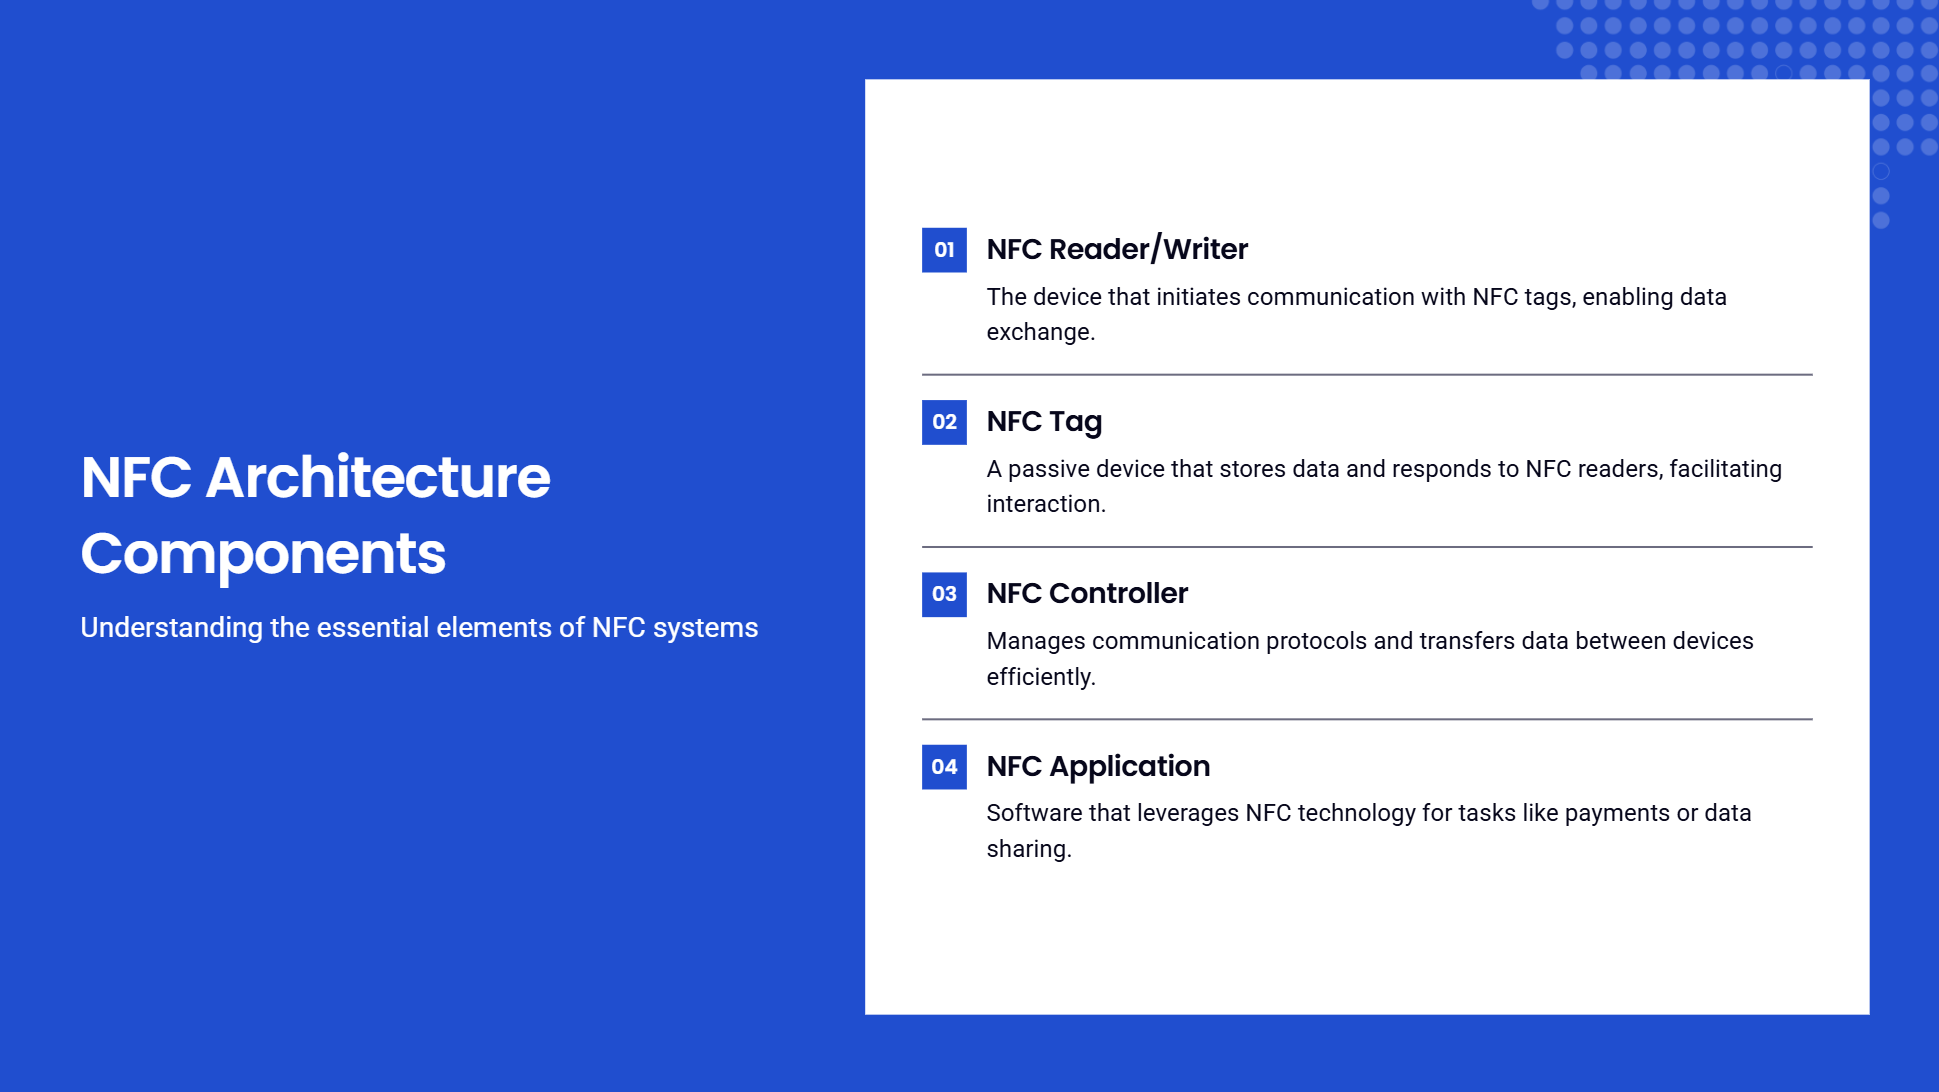 NFC Architecture
Components
Understanding the essential elements of NFC systems
01
NFC Reader/Writer
The device that initiates communication with NFC tags, enabling data
exchange.
02
NFC Tag
A passive device that stores data and responds to NFC readers, facilitating
interaction.
03
NFC Controller
Manages communication protocols and transfers data between devices
efficiently.
04
NFC Application
Software that leverages NFC technology for tasks like payments or data
sharing.